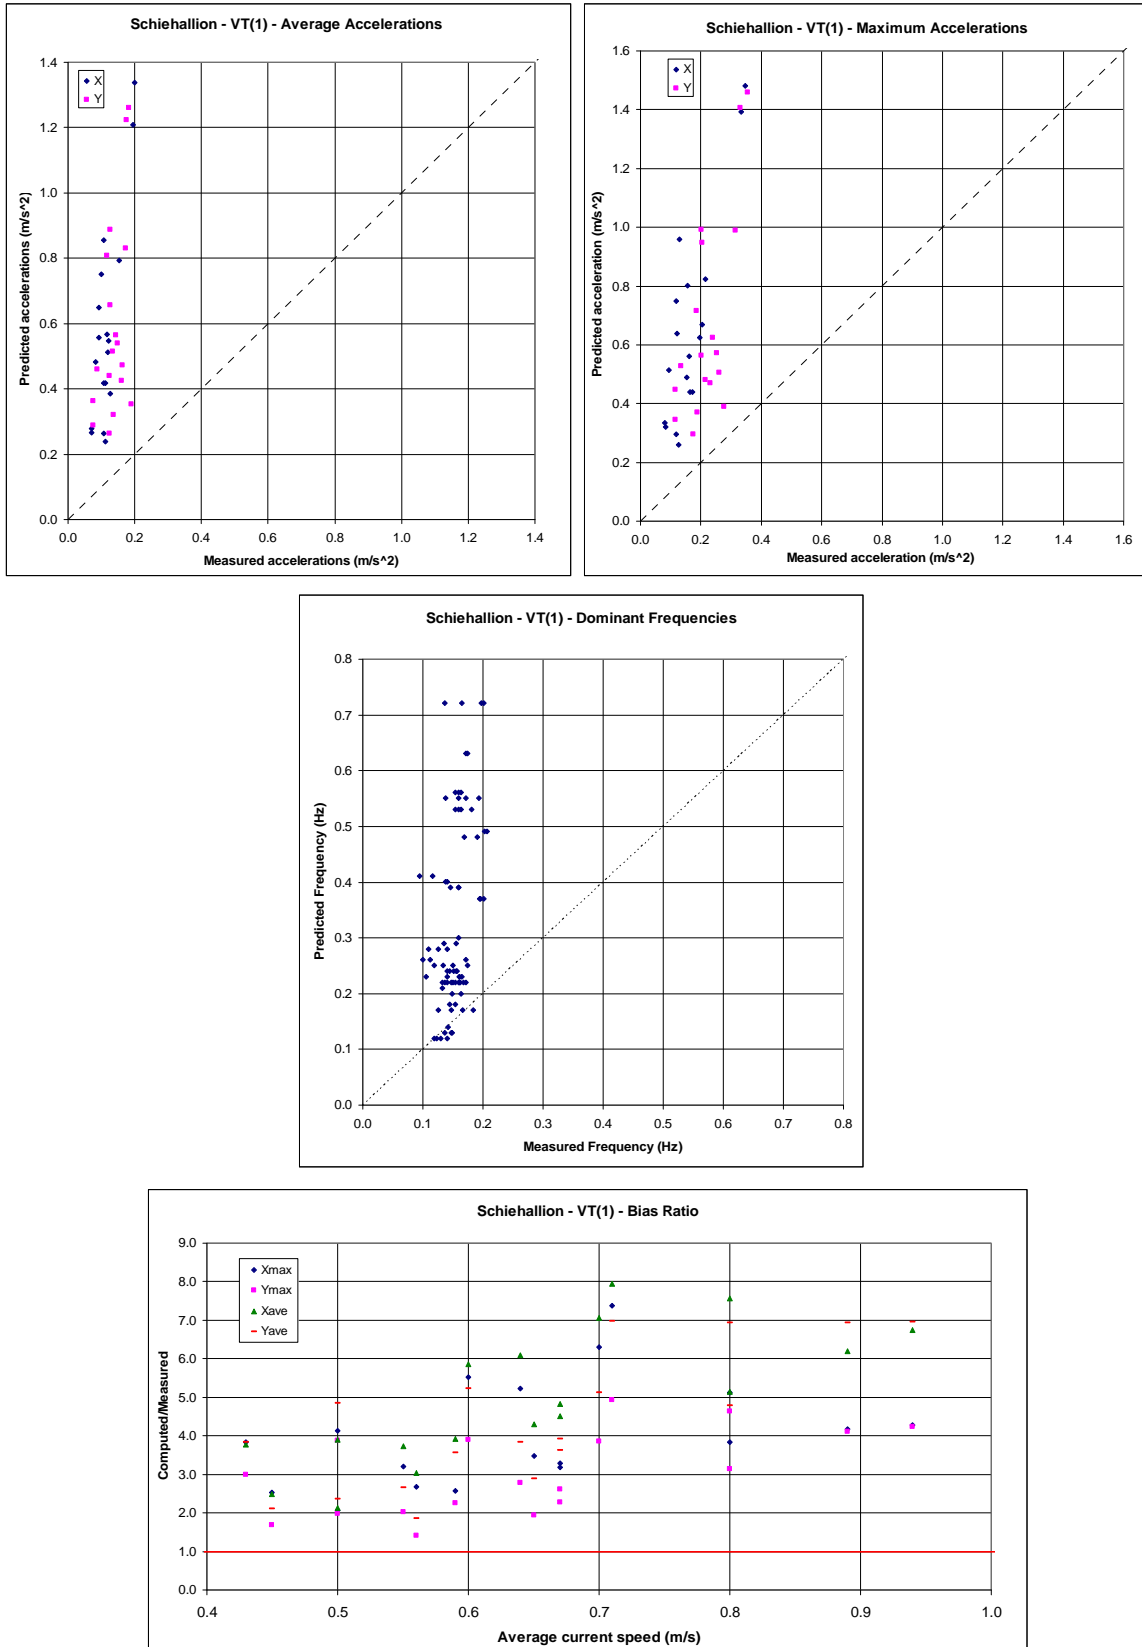 Schiehallion - VT(1) - Average Accelerations
X
Y
1.4
1.2
1.0
0.8
0.6
0.4
0.2
0.0
Predicted accelerations (m/s^2)
0.0 0.2 0.4 0.6 0.8 1.0 1.2 1.4
Measured accelerations (m/s^2)
Schiehallion - VT(1) - Maximum Accelerations
X
Y
1.6
1.4
1.2
1.0
0.8
0.6
0.4
0.2
0.0
Predicted acceleration (m/s^2)
0.0 0.2 0.4 0.6 0.8 1.0 1.2 1.4 1.6
Measured acceleration (m/s^2)
Schiehallion - VT(1) - Dominant Frequencies
0.8
0.7
0.6
0.5
0.4
0.3
0.2
0.1
0.0
Predicted Frequency (Hz)
0.0 0.1 0.2 0.3 0.4 0.5 0.6 0.7 0.8
Measured Frequency (Hz)
Schiehallion - VT(1) - Bias Ratio
Xmax
Ymax
Xave
Yave
9.0
8.0
7.0
6.0
5.0
4.0
3.0
2.0
1.0
0.0
Computed/Measured
0.4 0.5 0.6 0.7 0.8 0.9 1.0
Average current speed (m/s)